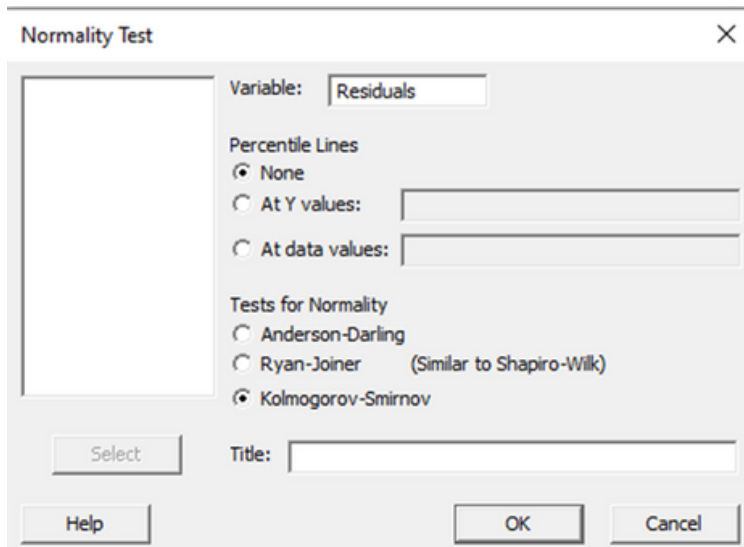 Normality Test
Variable: Residuals
Percentile Lines
None
At Y values:
At data values:
Tests for Normality
Anderson-Darling
Ryan-Joiner (Similar to Shapiro-Wilk)
Kolmogorov-Smirnov
Select Title:
Help OK Cancel